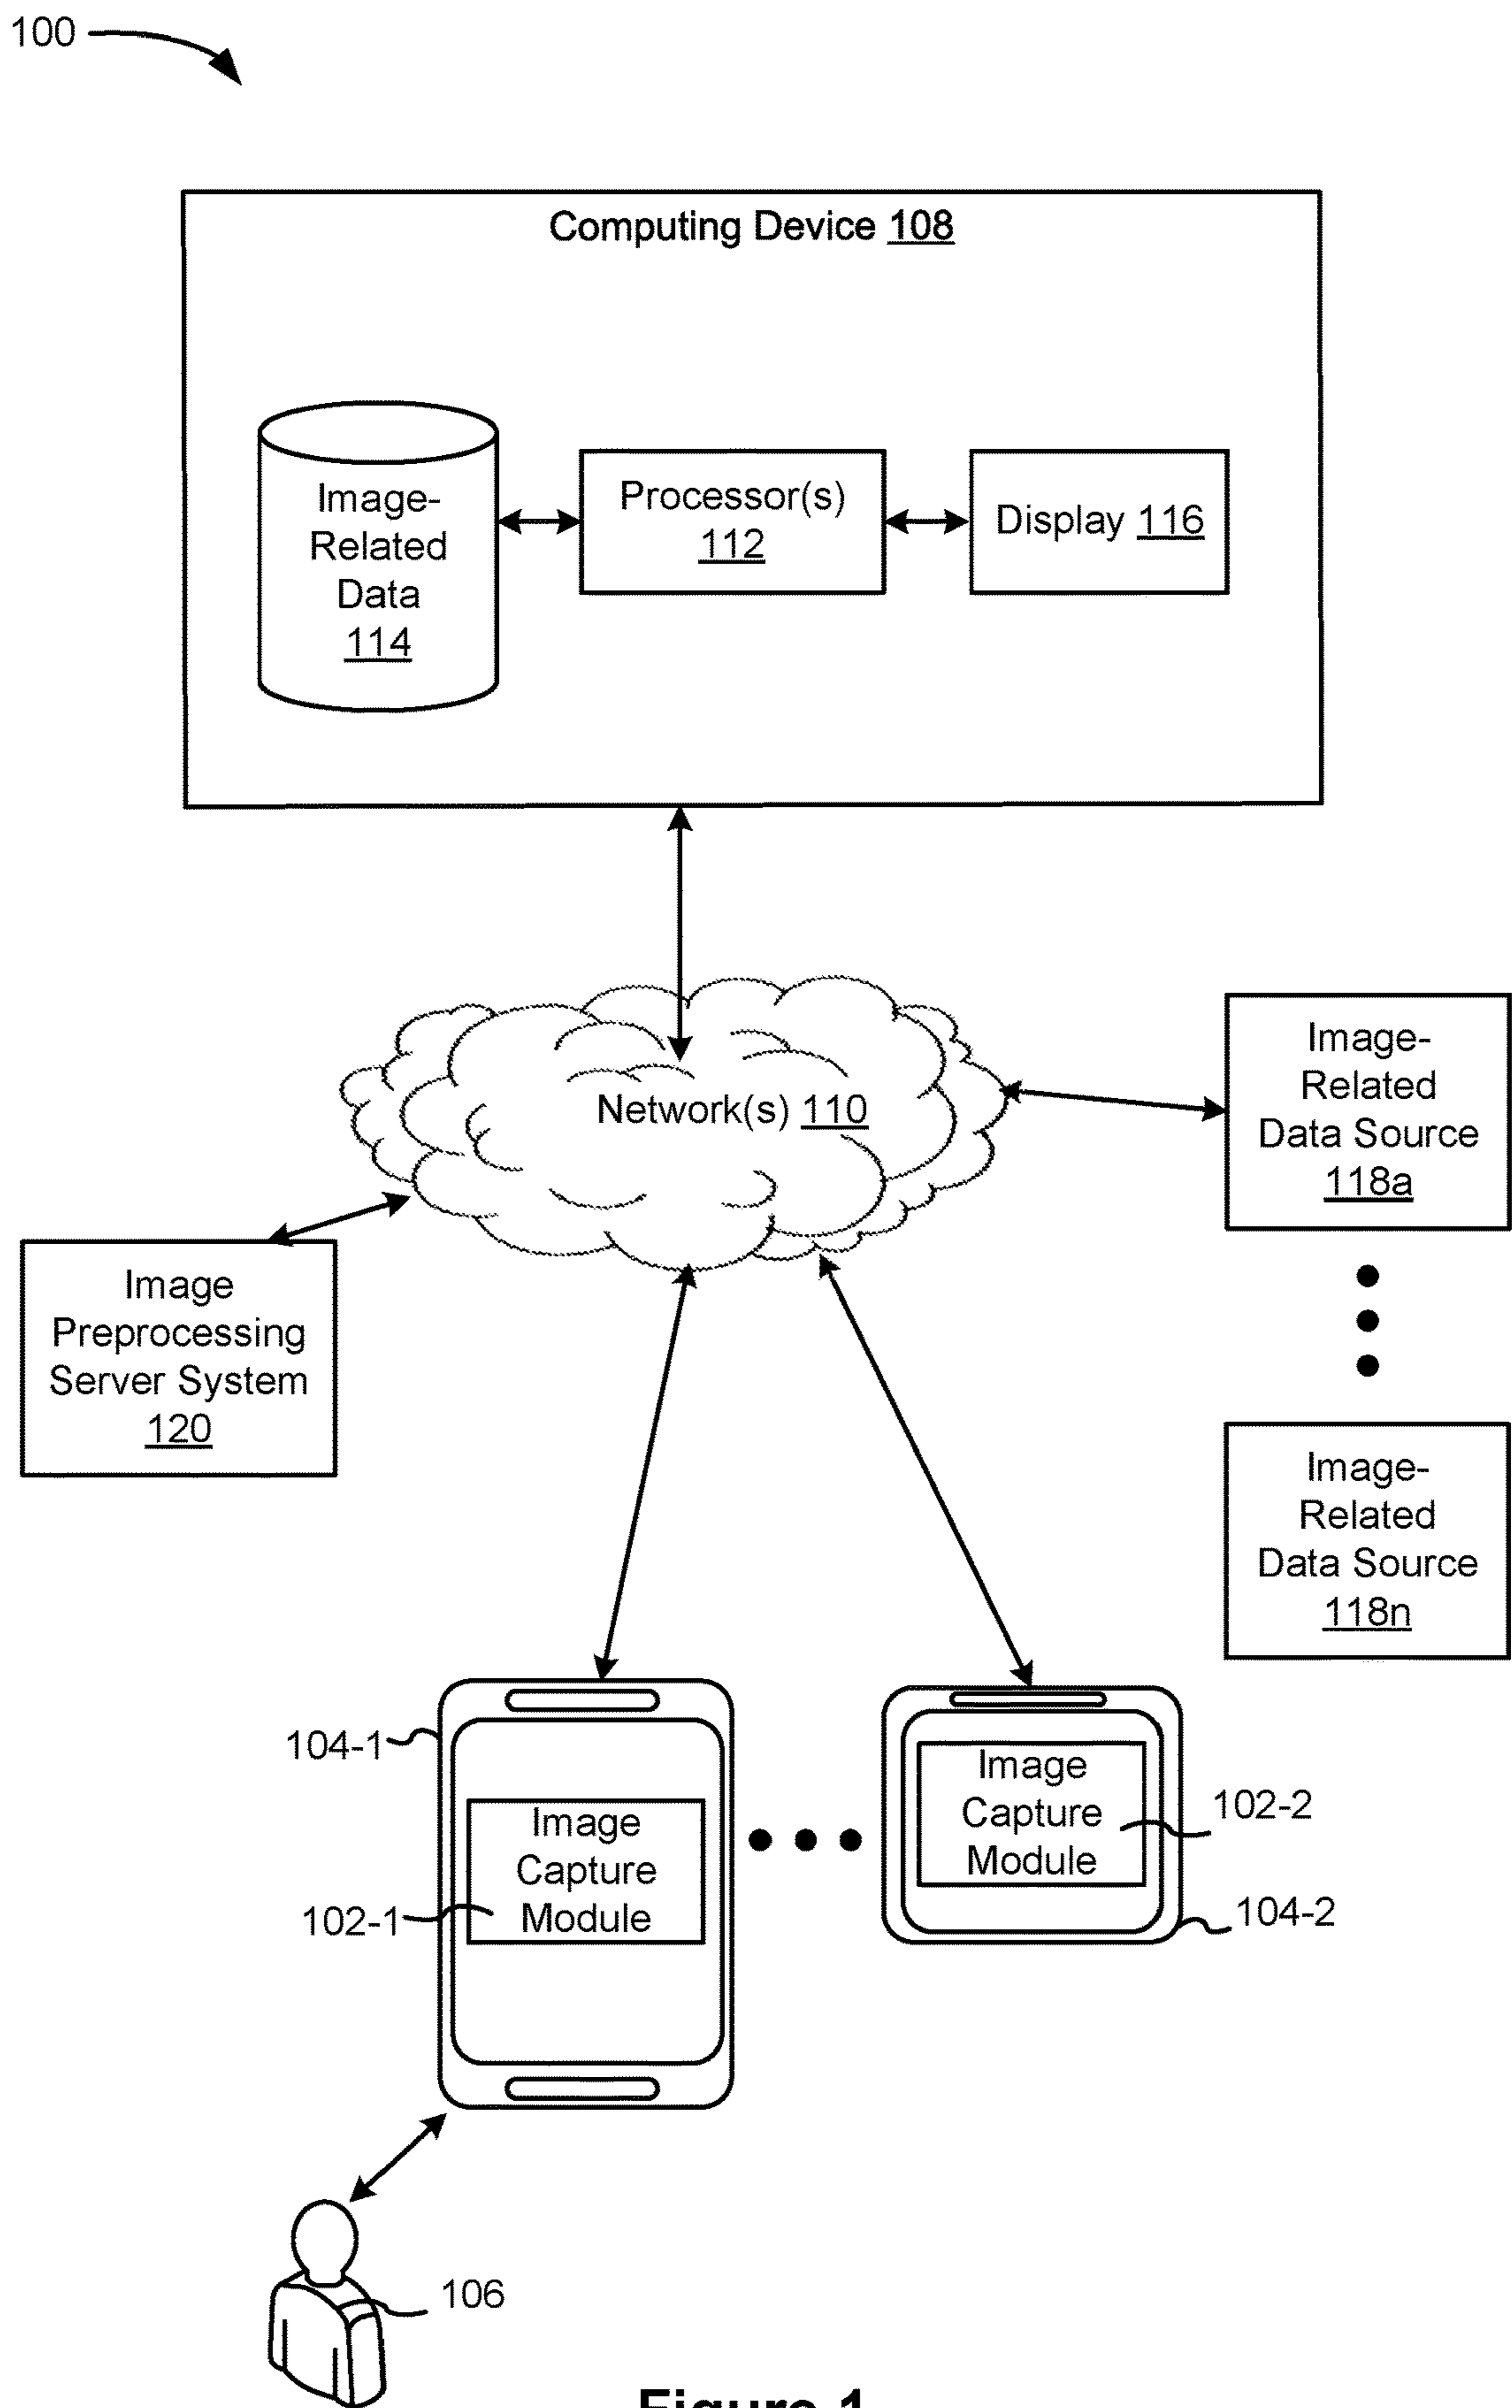 100
Computing Device 108
Image-
Related
Data
114
Processor(s)
112
Display 116
Network(s) 110
Image-
Related
Data Source
118a
Image
Preprocessing
Server System
120
Image-
Related
Data Source
118n
104-1
Image
Capture
Module
102-1
Image
Capture
Module
102-2
104-2
106
Figure 1